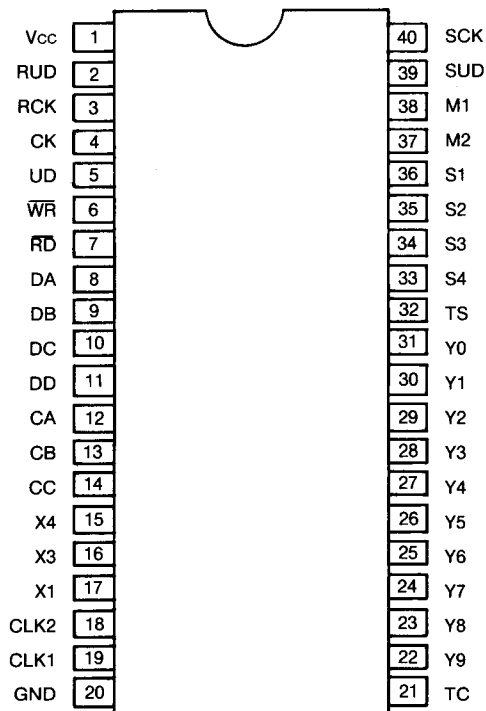 Vcc 1 40 SCK
RUD 2 39 SUD
RCK 3 38 M1
CK 4 37 M2
UD 5 36 S1
W̅R̅ 6 35 S2
R̅D̅ 7 34 S3
DA 8 33 S4
DB 9 32 TS
DC 10 31 Y0
DD 11 30 Y1
CA 12 29 Y2
CB 13 28 Y3
CC 14 27 Y4
X4 15 26 Y5
X3 16 25 Y6
X1 17 24 Y7
CLK2 18 23 Y8
CLK1 19 22 Y9
GND 20 21 TC